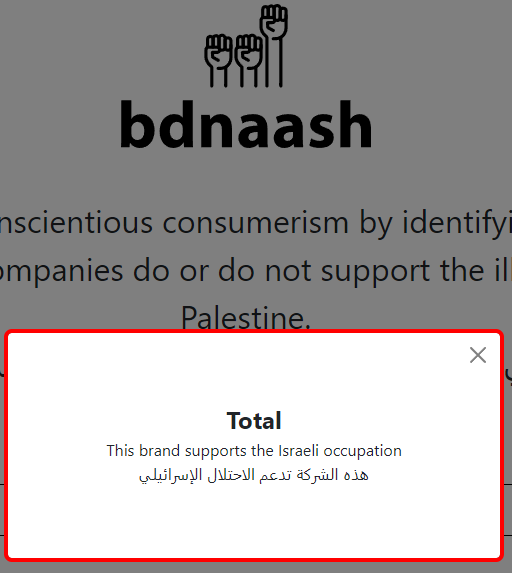 bdnaash
nscientious consumerism by identifyi
ompanies do or do not support the ill
Palestine.
Total
This brand supports the Israeli occupation
هذه الشركة تدعم الاحتلال الإسرائيلي